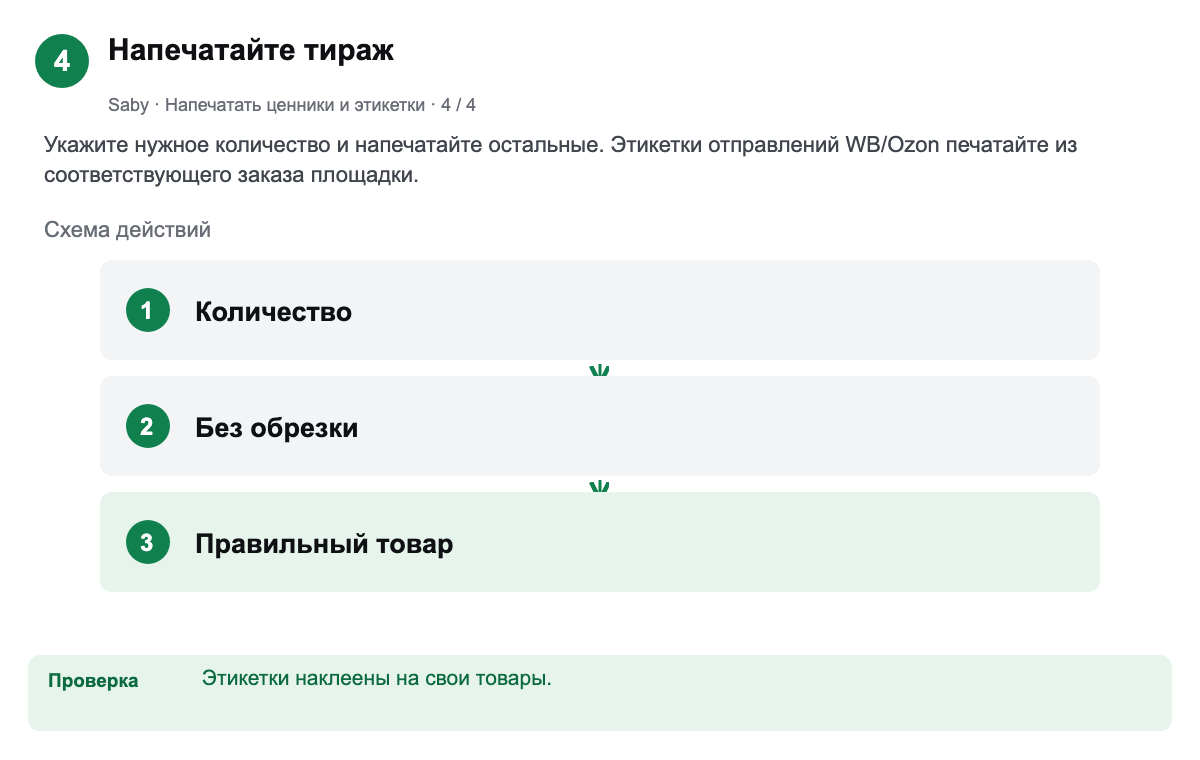 4
Напечатайте тираж
Saby · Напечатать ценники и этикетки · 4 / 4
Укажите нужное количество и напечатайте остальные. Этикетки отправлений WB/Ozon печатайте из
соответствующего заказа площадки.
Схема действий
1 Количество
2 Без обрезки
3 Правильный товар
Проверка Этикетки наклеены на свои товары.